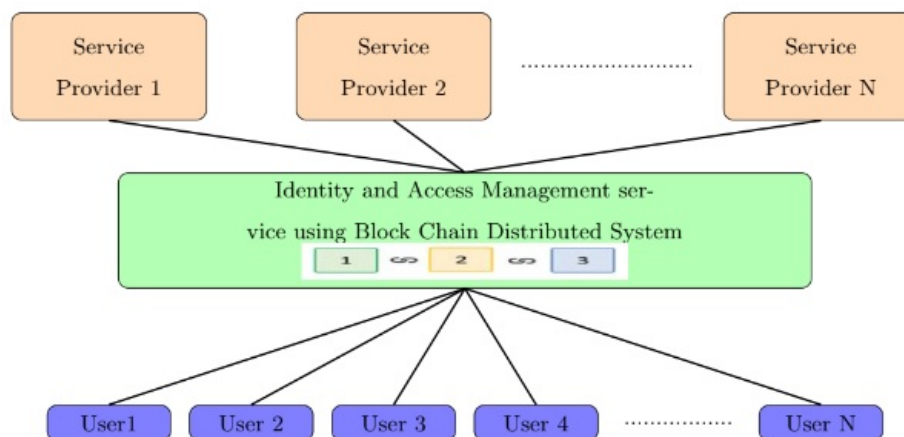 Service
Provider 1
Service
Provider 2
Service
Provider N
Identity and Access Management ser-
vice using Block Chain Distributed System
1 2 3
User1 User 2 User 3 User 4 User N